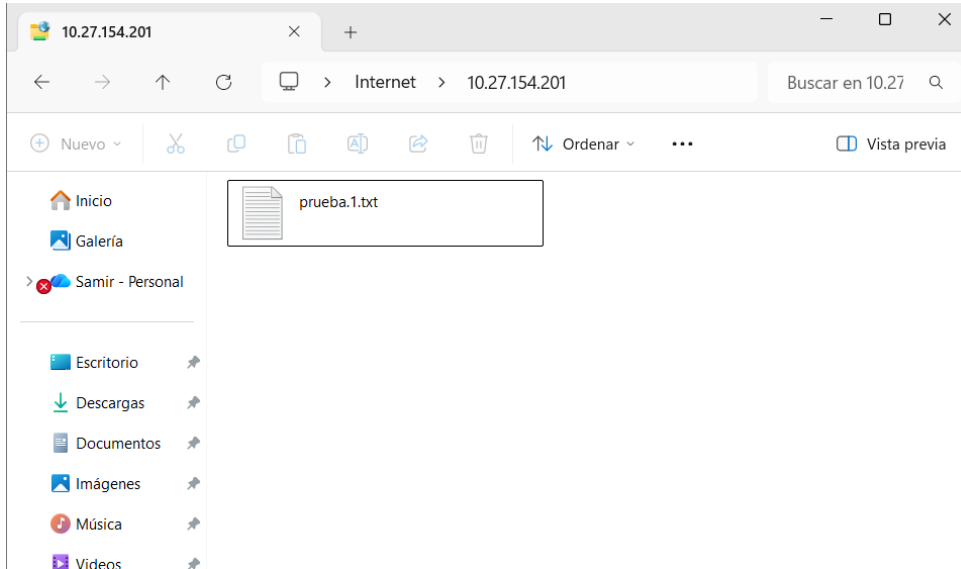 10.27.154.201
Internet > 10.27.154.201
Buscar en 10.27
Nuevo
Ordenar
Vista previa
Inicio
Galería
Samir - Personal
Escritorio
Descargas
Documentos
Imágenes
Música
Videos
prueba.1.txt